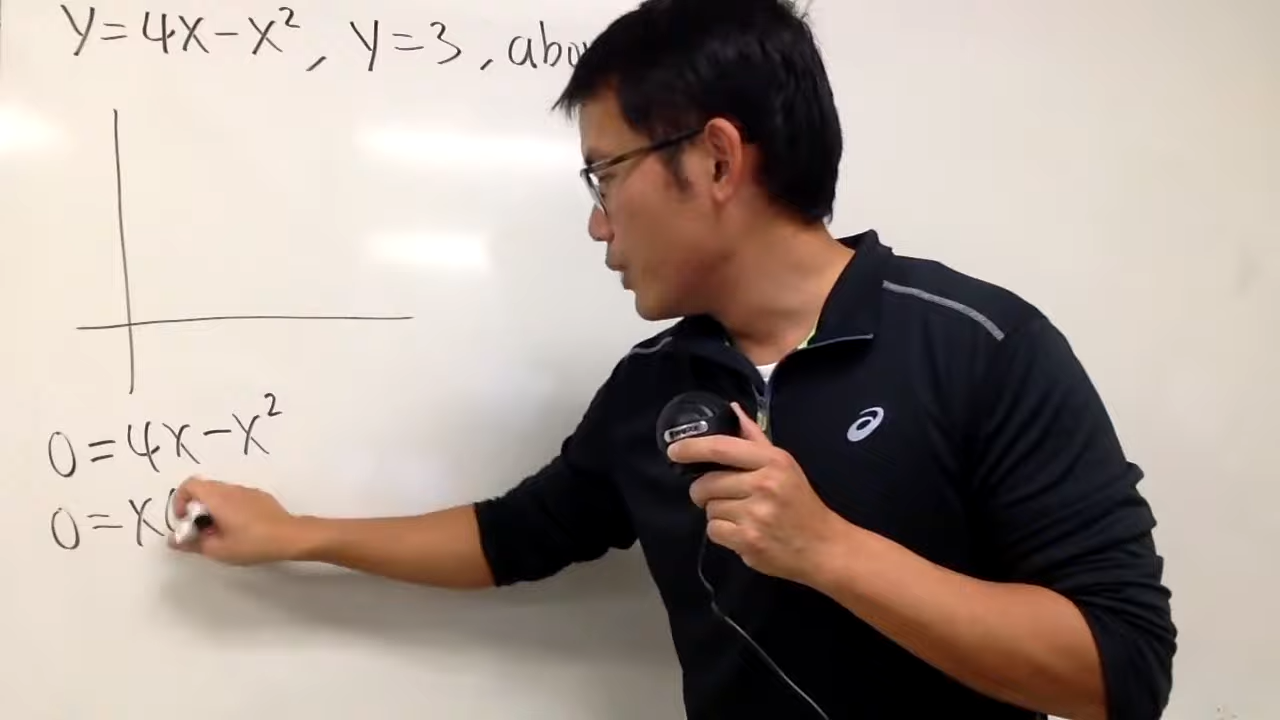 y=4x-x², y=3, abo
0=4x-x²
0=x(